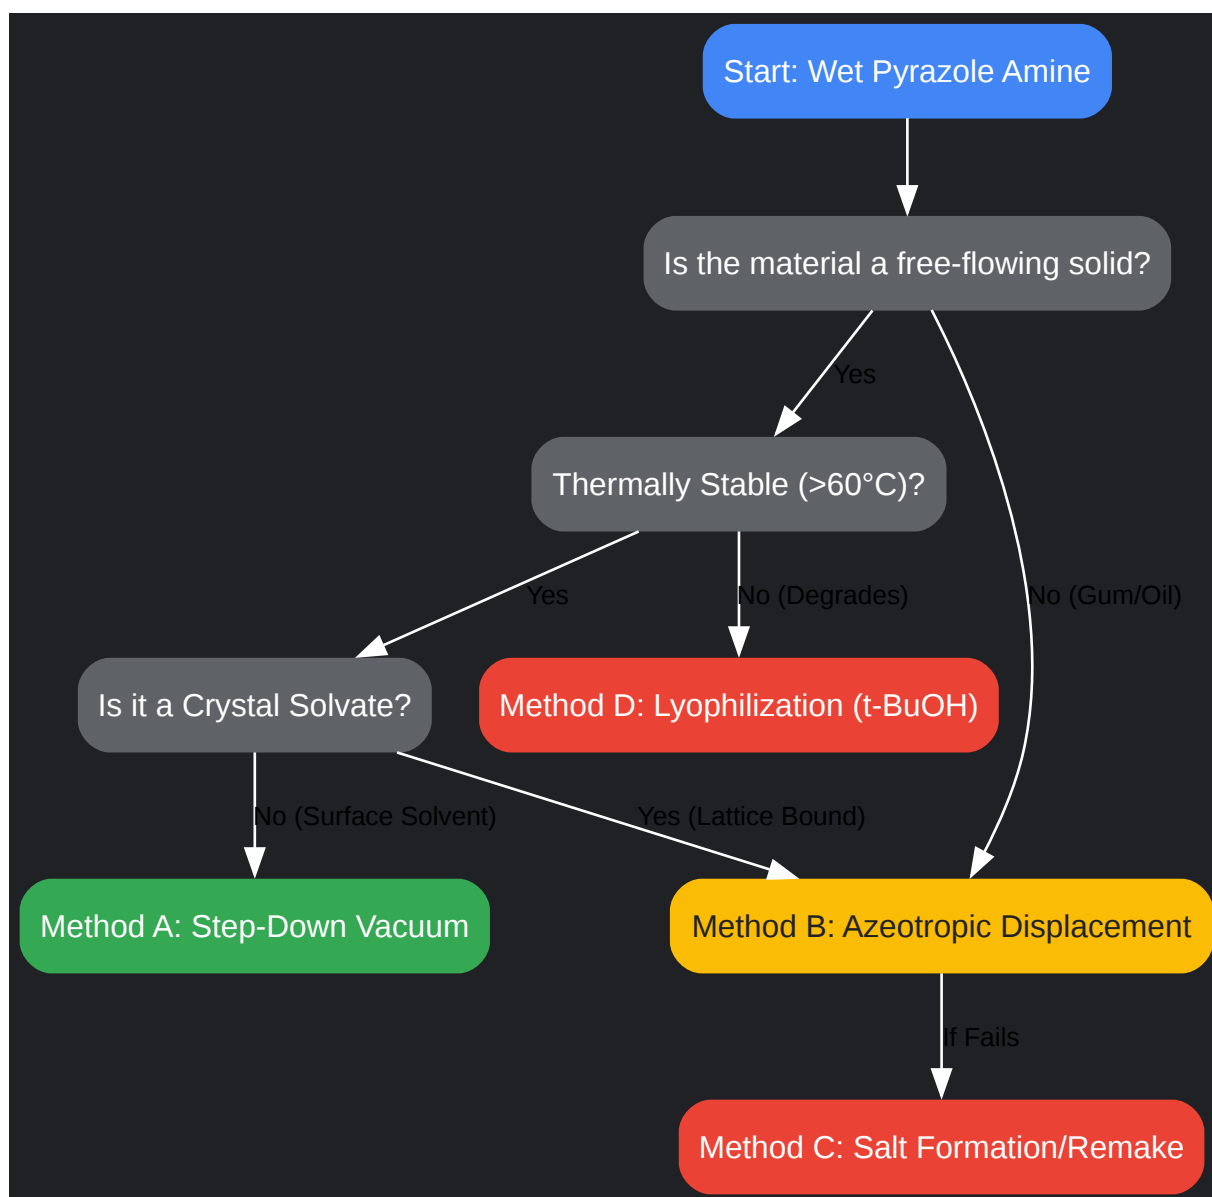 Start: Wet Pyrazole Amine
Is the material a free-flowing solid?
Yes
Thermally Stable (>60°C)?
Yes
No (Degrades)
No (Gum/Oil)
Is it a Crystal Solvate?
Method D: Lyophilization (t-BuOH)
No (Surface Solvent)
Yes (Lattice Bound)
Method A: Step-Down Vacuum
Method B: Azeotropic Displacement
If Fails
Method C: Salt Formation/Remake